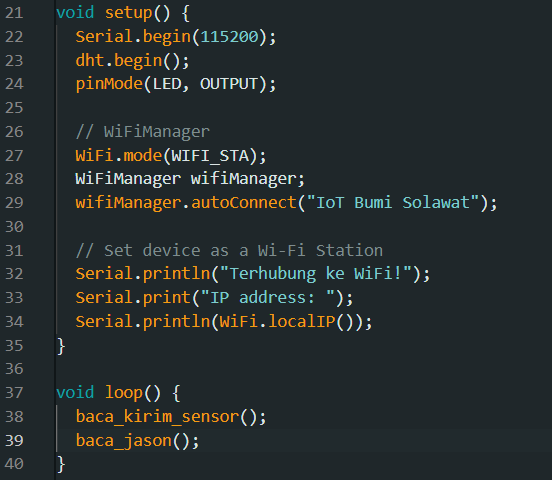 21 void setup() {
22   Serial.begin(115200);
23   dht.begin();
24   pinMode(LED, OUTPUT);
25
26   // WiFiManager
27   WiFi.mode(WIFI_STA);
28   WiFiManager wifiManager;
29   wifiManager.autoConnect("IoT Bumi Solawat");
30
31   // Set device as a Wi-Fi Station
32   Serial.println("Terhubung ke WiFi!");
33   Serial.print("IP address: ");
34   Serial.println(WiFi.localIP());
35 }
36
37 void loop() {
38   baca_kirim_sensor();
39   baca_jason();
40 }